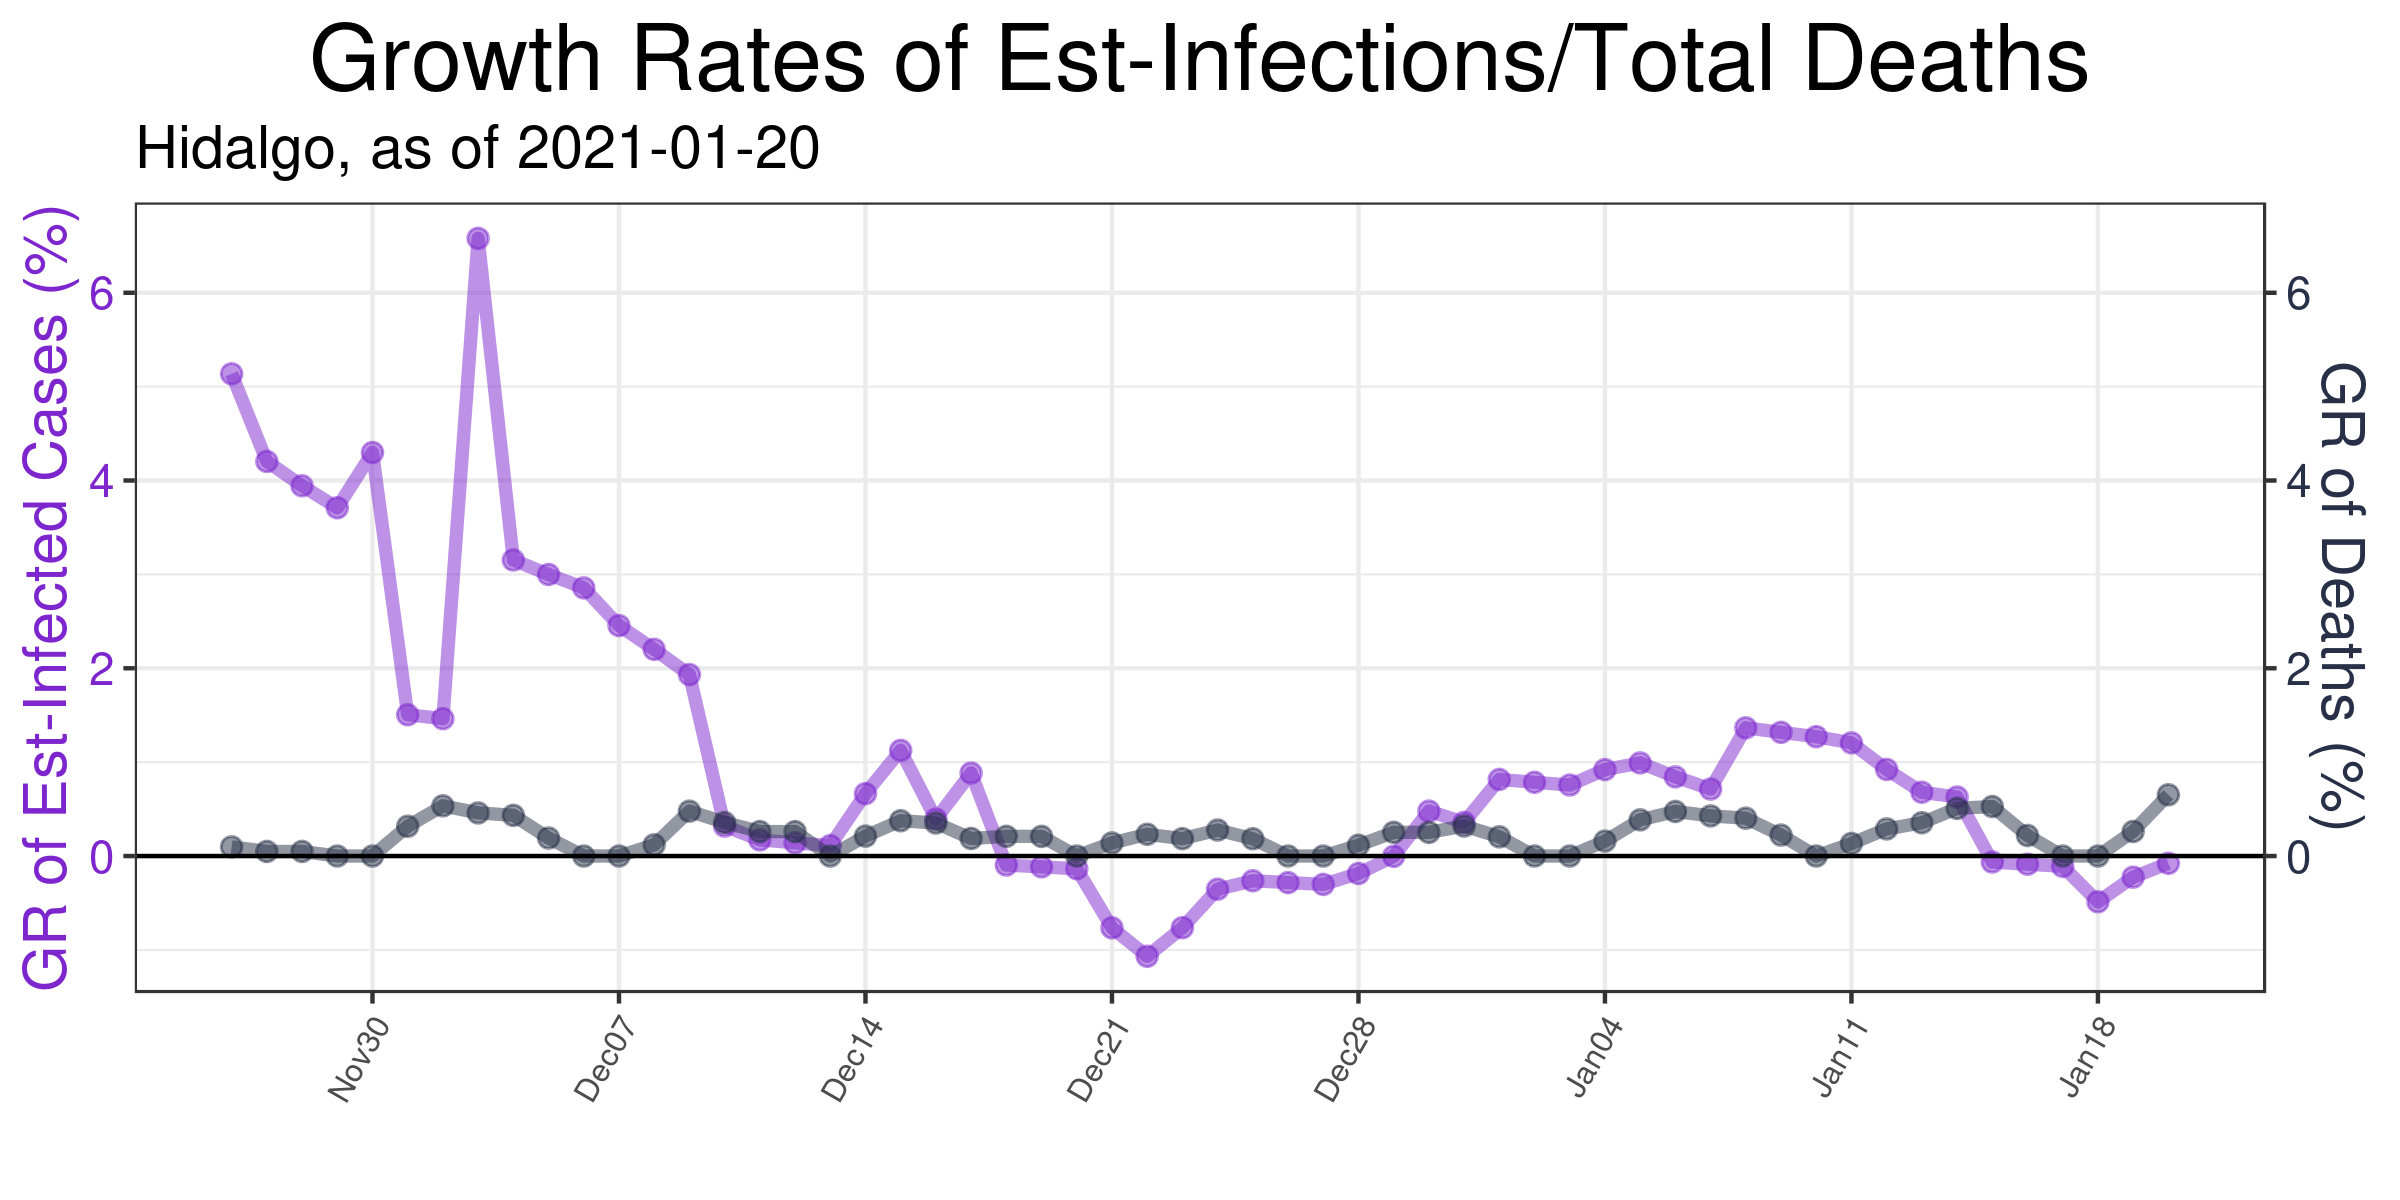 Growth Rates of Est-Infections/Total Deaths
Hidalgo, as of 2021-01-20
GR of Est-Infected Cases (%)
6
4
2
0
6
4
2
0
GR of Deaths (%)
Nov30
Dec07
Dec14
Dec21
Dec28
Jan04
Jan11
Jan18